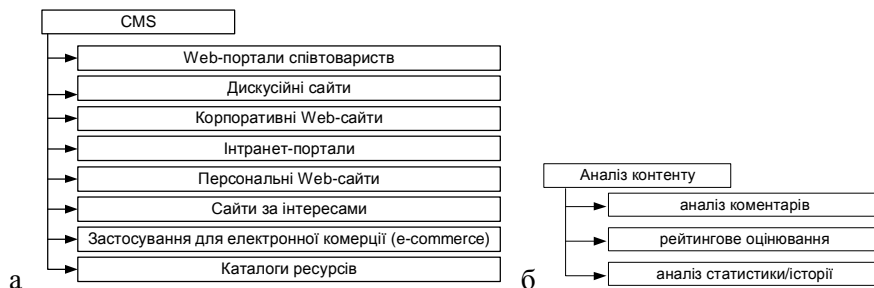 CMS
Web-портали співтовариств
Дискусійні сайти
Корпоративні Web-сайти
Інтранет-портали
Персональні Web-сайти
Сайти за інтересами
Застосування для електронної комерції (e-commerce)
Каталоги ресурсів
а
Аналіз контенту
аналіз коментарів
рейтингове оцінювання
аналіз статистики/історії
б